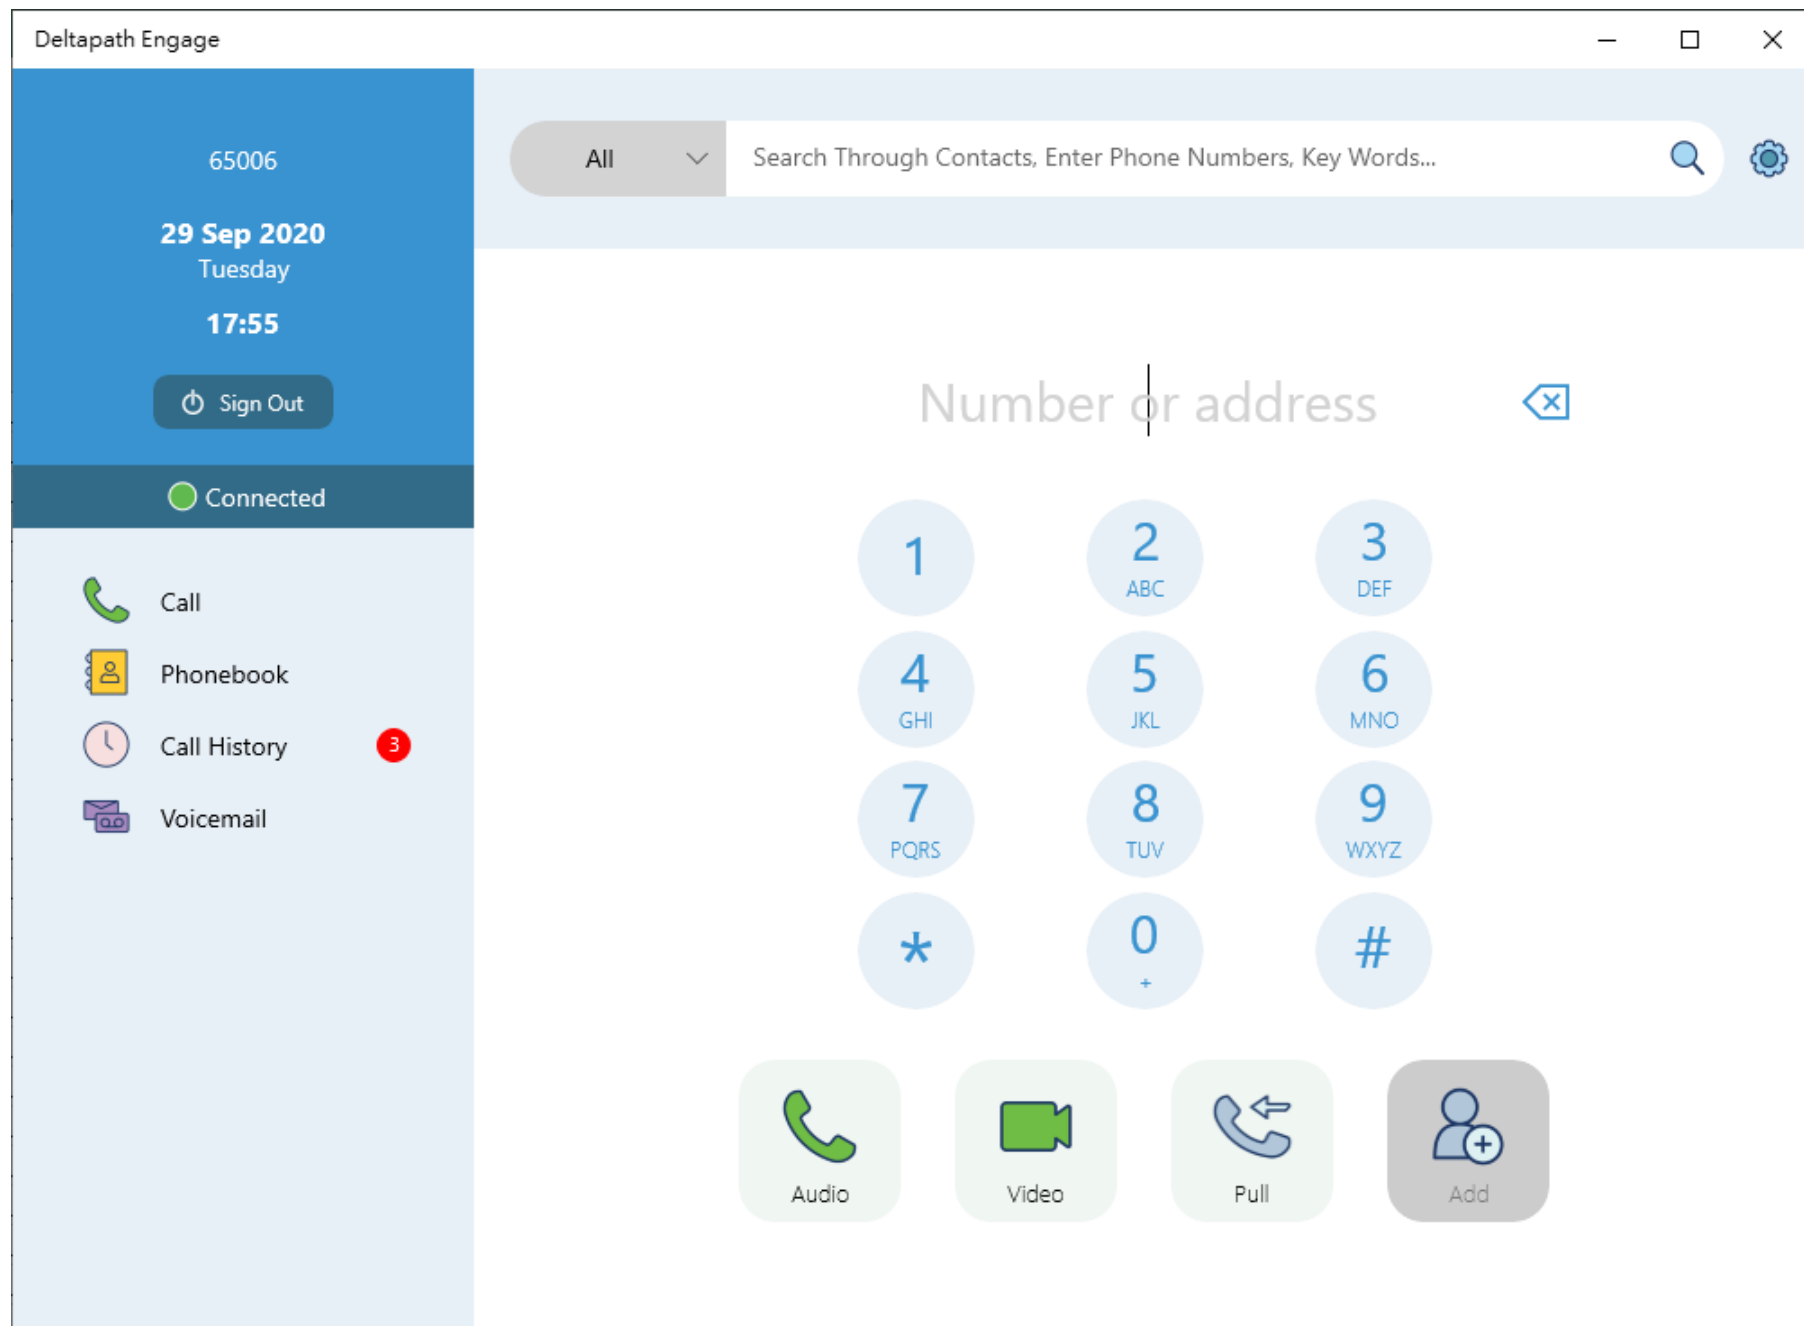 Deltapath Engage
65006
29 Sep 2020
Tuesday
17:55
Sign Out
Connected
Call
Phonebook
Call History 3
Voicemail
All Search Through Contacts, Enter Phone Numbers, Key Words...
Number or address
1 2 3
ABC DEF
4 5 6
GHI JKL MNO
7 8 9
PQRS TUV WXYZ
* 0 #
+
Audio Video Pull Add